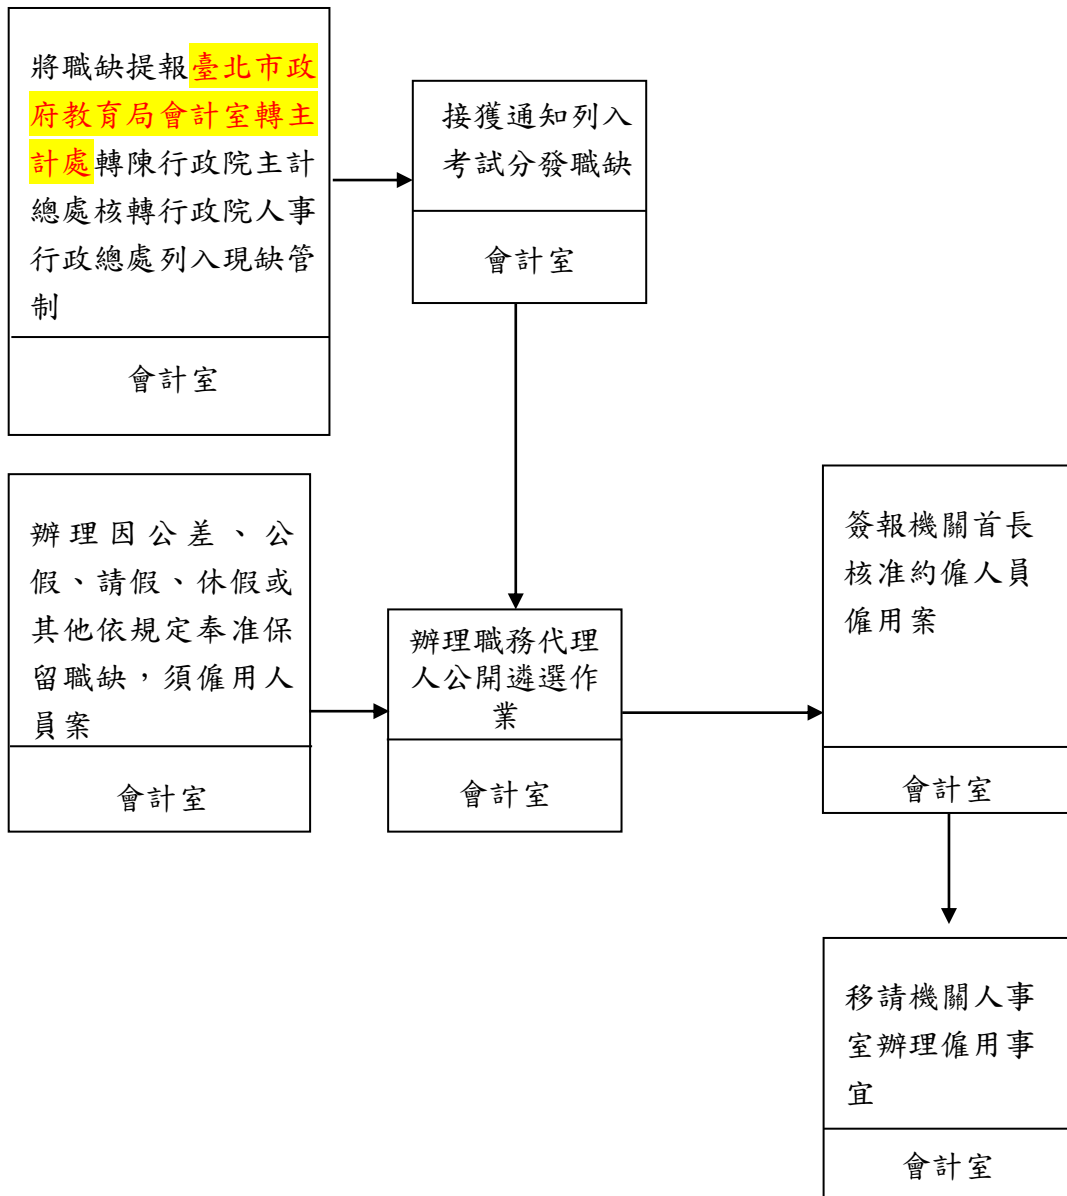 將職缺提報臺北市政
府教育局會計室轉主
計處轉陳行政院主計
總處核轉行政院人事
行政總處列入現缺管
制
會計室
接獲通知列入
考試分發職缺
會計室
辦理因公差、公
假、請假、休假或
其他依規定奉准保
留職缺，須僱用人
員案
會計室
辦理職務代理
人公開遴選作
業
會計室
簽報機關首長
核准約僱人員
僱用案
會計室
移請機關人事
室辦理僱用事
宜
會計室